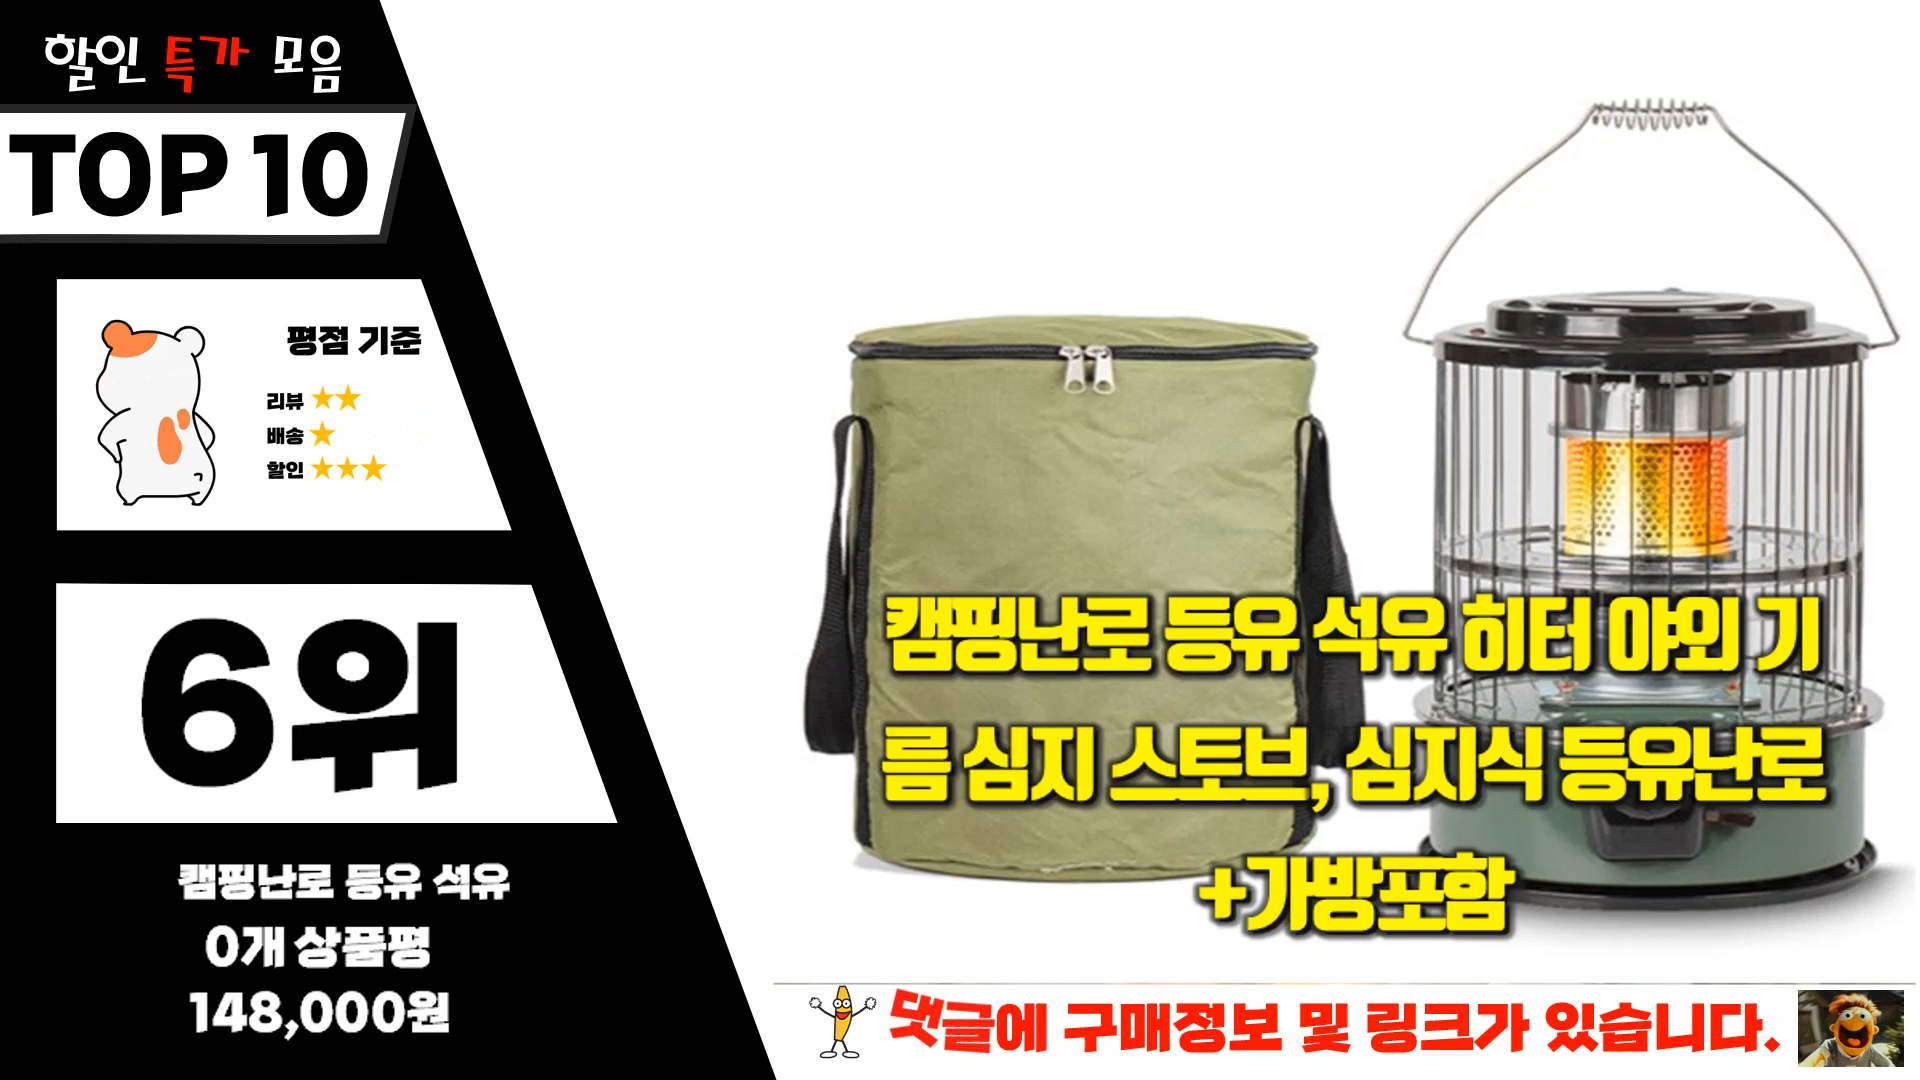 할인 특가 모음
TOP 10
평점 기준
리뷰 ★★
배송 ★
할인 ★★★
6위
캠핑난로 등유 석유
0개 상품평
148,000원
캠핑난로 등유 석유 히터 야외 기
름 심지 스토브, 심지식 등유난로
+가방포함
댓글에 구매정보 및 링크가 있습니다.